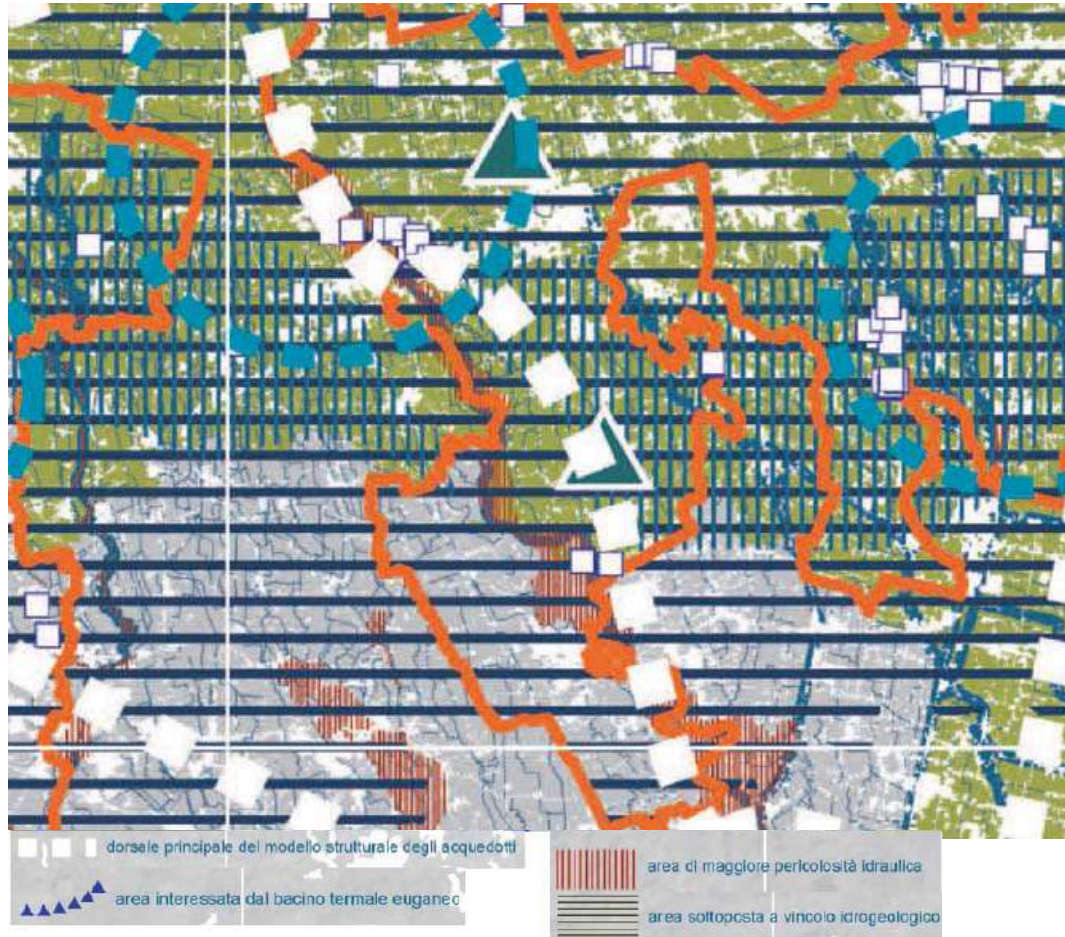 dorsale principale del modello strutturale degli acquedotti
area interessata dal bacino termale euganeo
area di maggiore pericolosità idraulica
area sottoposta a vincolo idrogeologico